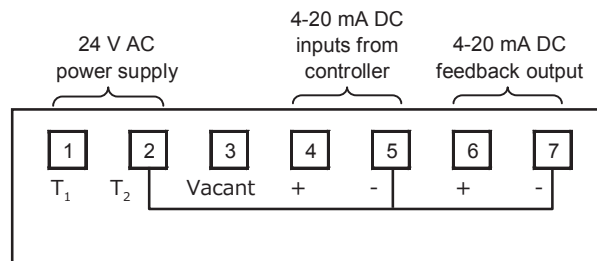 24 V AC
power supply
4-20 mA DC
inputs from
controller
4-20 mA DC
feedback output
1 2 3 4 5 6 7
T₁ T₂ Vacant + - + -